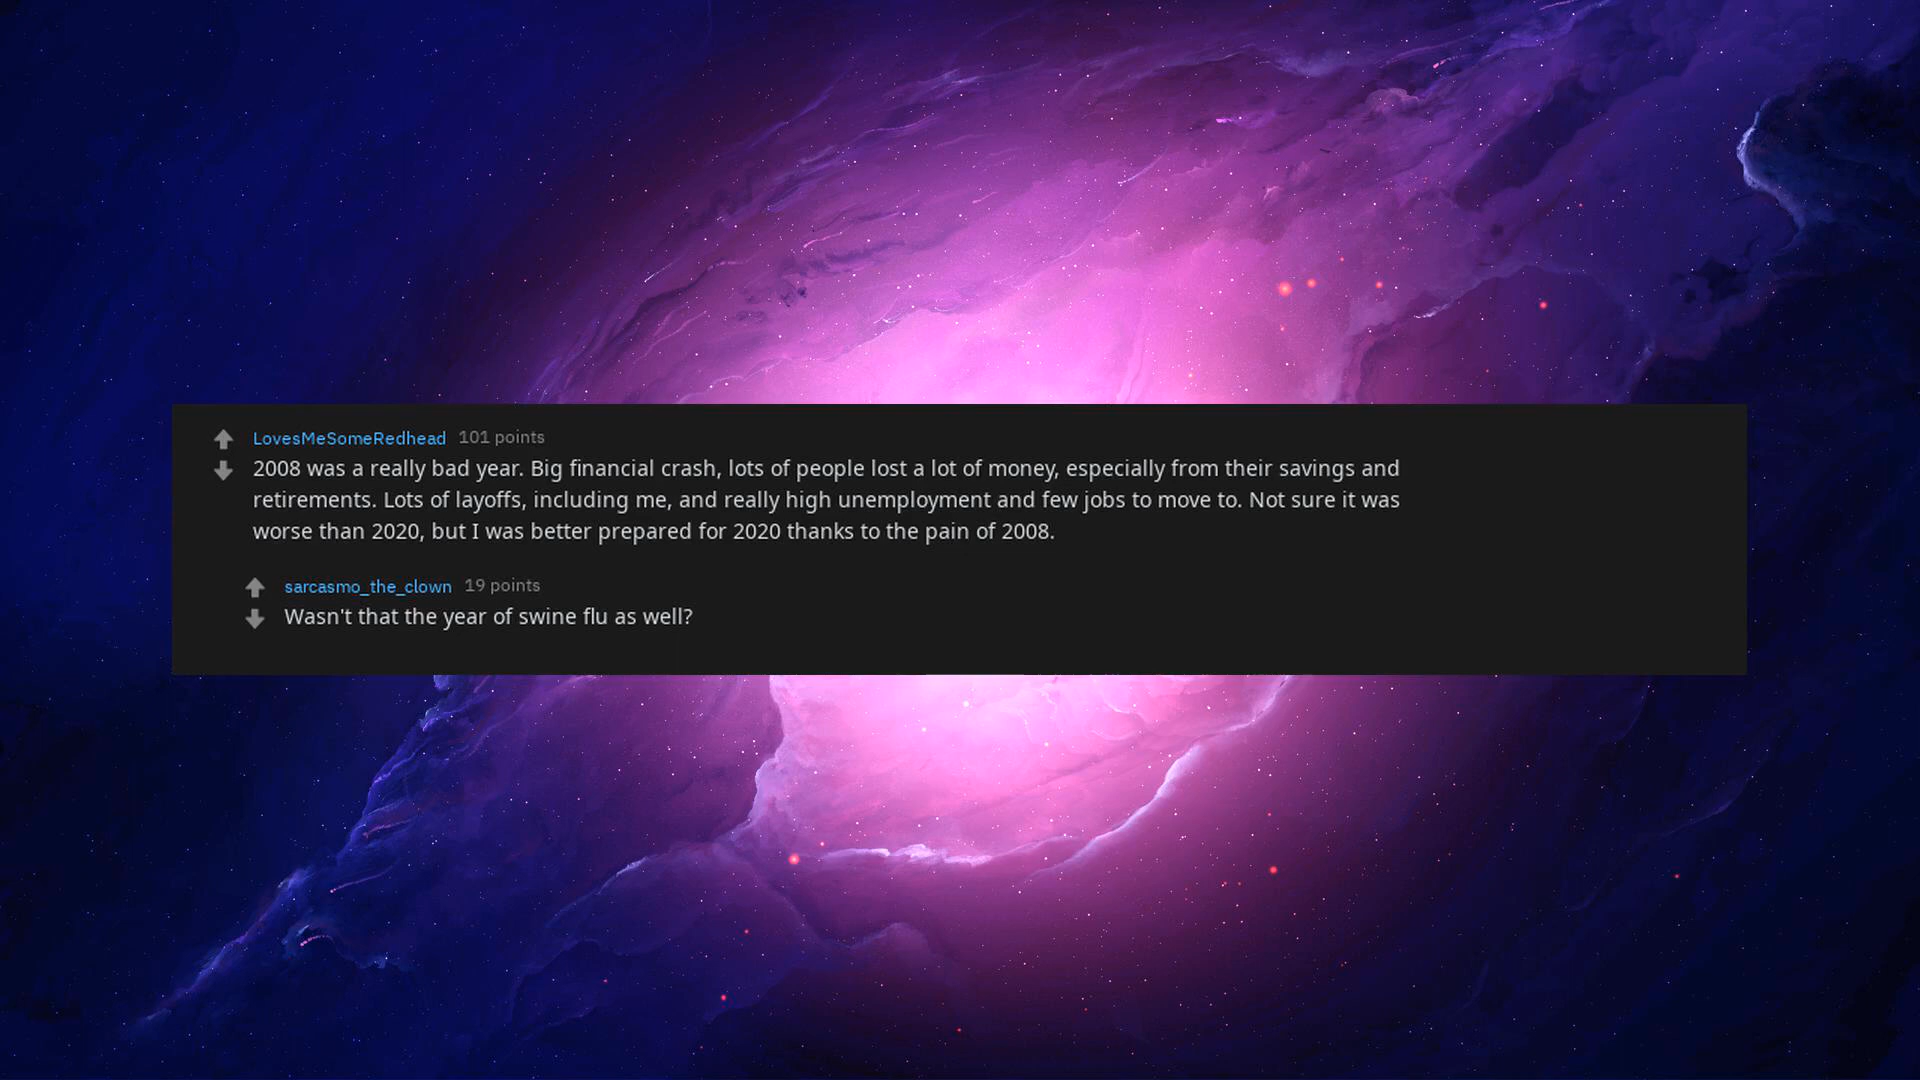 LovesMeSomeRedhead 101 points
2008 was a really bad year. Big financial crash, lots of people lost a lot of money, especially from their savings and
retirements. Lots of layoffs, including me, and really high unemployment and few jobs to move to. Not sure it was
worse than 2020, but I was better prepared for 2020 thanks to the pain of 2008.
sarcasmo_the_clown 19 points
Wasn't that the year of swine flu as well?